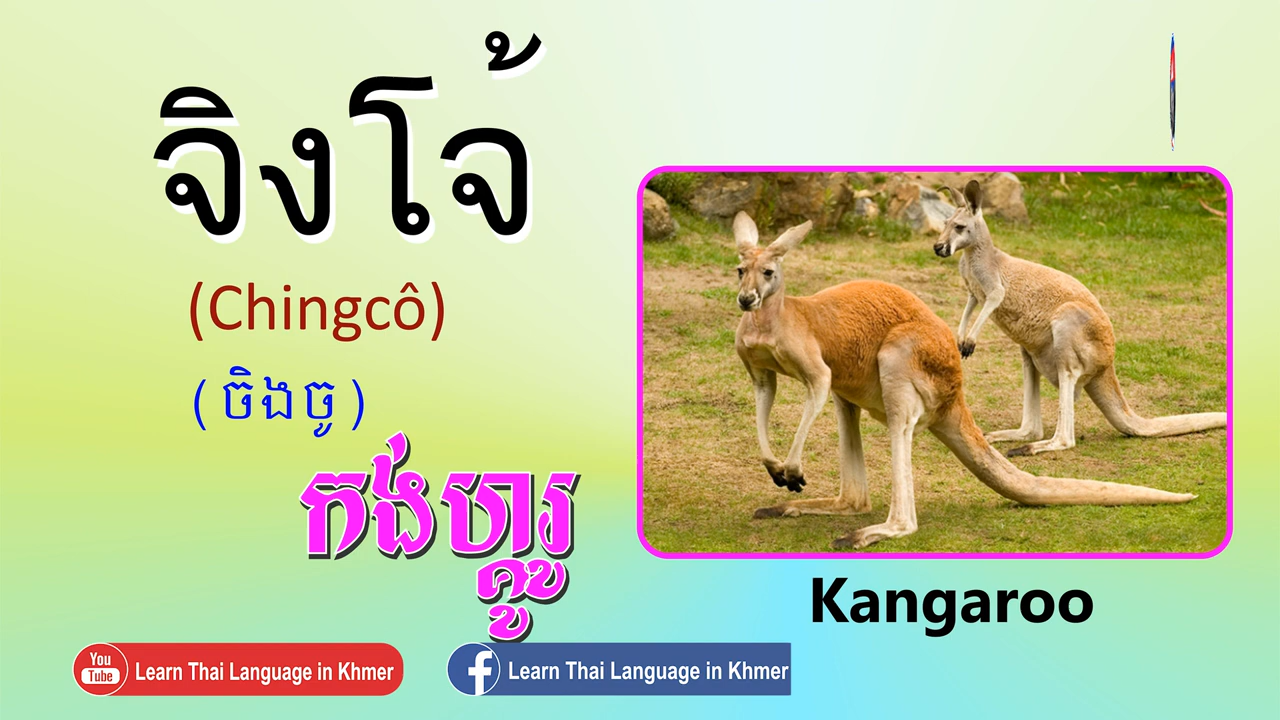 จิงโจ้
(Chingcô)
( ចិងចូ )
កង់ហ្គូរូ
Kangaroo
You Tube Learn Thai Language in Khmer
f Learn Thai Language in Khmer